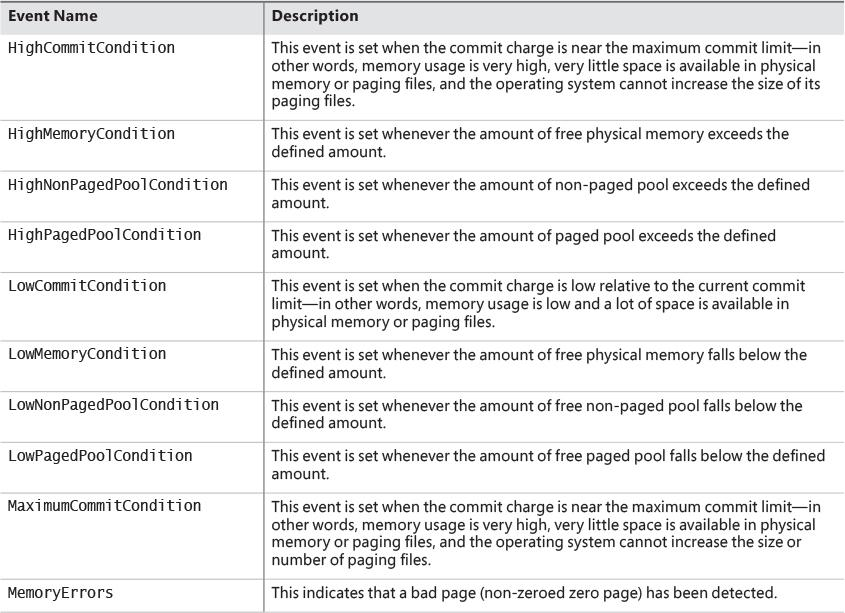 Event Name Description
HighCommitCondition This event is set when the commit charge is near the maximum commit limit—in
other words, memory usage is very high, very little space is available in physical
memory or paging files, and the operating system cannot increase the size of its
paging files.
HighMemoryCondition This event is set whenever the amount of free physical memory exceeds the
defined amount.
HighNonPagedPoolCondition This event is set whenever the amount of non-paged pool exceeds the defined
amount.
HighPagedPoolCondition This event is set whenever the amount of paged pool exceeds the defined
amount.
LowCommitCondition This event is set when the commit charge is low relative to the current commit
limit—in other words, memory usage is low and a lot of space is available in
physical memory or paging files.
LowMemoryCondition This event is set whenever the amount of free physical memory falls below the
defined amount.
LowNonPagedPoolCondition This event is set whenever the amount of free non-paged pool falls below the
defined amount.
LowPagedPoolCondition This event is set whenever the amount of free paged pool falls below the defined
amount.
MaximumCommitCondition This event is set when the commit charge is near the maximum commit limit—in
other words, memory usage is very high, very little space is available in physical
memory or paging files, and the operating system cannot increase the size or
number of paging files.
MemoryErrors This indicates that a bad page (non-zeroed zero page) has been detected.